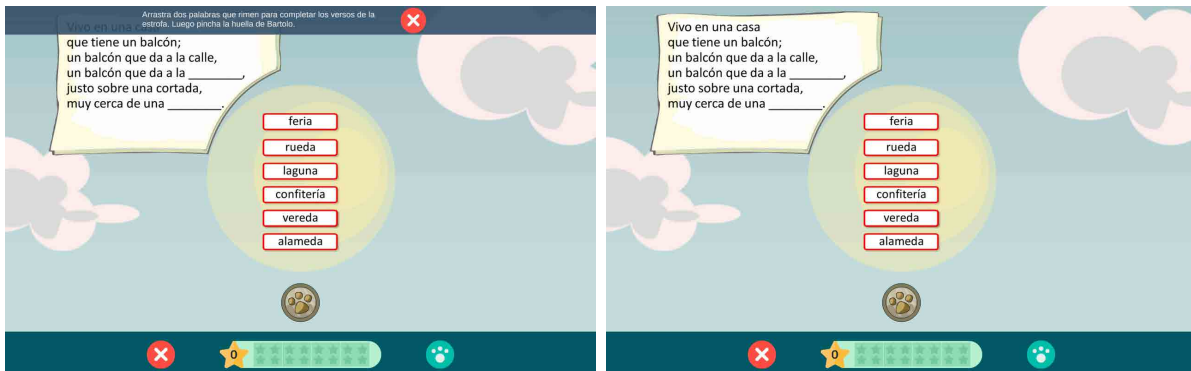 Arrastra dos palabras que rimen para completar los versos de la
estrofa. Luego pincha la huella de Bartolo.
Vivo en una casa
que tiene un balcón;
un balcón que da a la calle,
un balcón que da a la ________,
justo sobre una cortada,
muy cerca de una ________.
feria
rueda
laguna
confitería
vereda
alameda
0
Vivo en una casa
que tiene un balcón;
un balcón que da a la calle,
un balcón que da a la ________,
justo sobre una cortada,
muy cerca de una ________.
feria
rueda
laguna
confitería
vereda
alameda
0